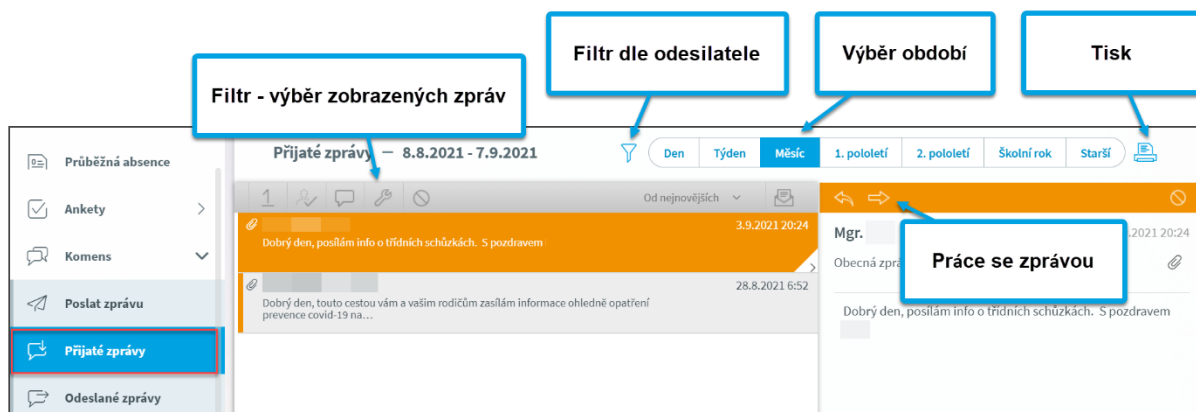 Filtr dle odesilatele
Výběr období
Tisk
Filtr - výběr zobrazených zpráv
Průběžná absence
Ankety
Komens
Poslat zprávu
Přijaté zprávy
Odeslané zprávy
Přijaté zprávy — 8.8.2021 - 7.9.2021
Den Týden Měsíc 1. pololetí 2. pololetí Školní rok Starší
1
Od nejnovějších
3.9.2021 20:24
Dobrý den, posílám info o třídních schůzkách. S pozdravem
28.8.2021 6:52
Dobrý den, touto cestou vám a vašim rodičům zasílám informace ohledně opatření
prevence covid-19 na...
Mgr.
.2021 20:24
Obecná zprá
Práce se zprávou
Dobrý den, posílám info o třídních schůzkách. S pozdravem